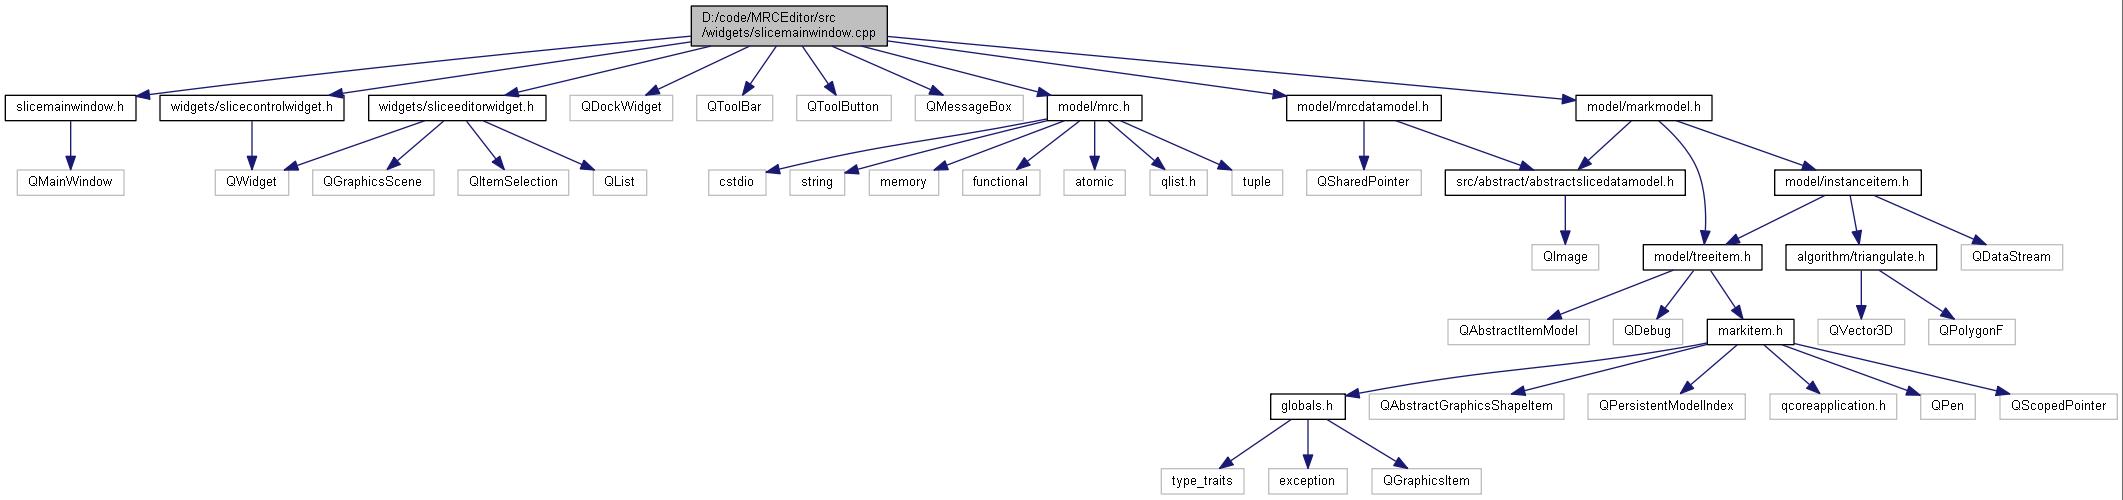 D:/code/MRCEditor/src
/widgets/slicemainwindow.cpp
slicemainwindow.h
widgets/slicecontrolwidget.h
widgets/sliceeditorwidget.h
QDockWidget
QToolBar
QToolButton
QMessageBox
model/mrc.h
model/mrcdatamodel.h
model/markmodel.h
QMainWindow
QWidget
QGraphicsScene
QItemSelection
QList
cstdio
string
memory
functional
atomic
qlist.h
tuple
QSharedPointer
src/abstract/abstractslicedatamodel.h
model/instanceitem.h
QImage
model/treeitem.h
algorithm/triangulate.h
QDataStream
QAbstractItemModel
QDebug
markitem.h
QVector3D
QPolygonF
globals.h
QAbstractGraphicsShapeItem
QPersistentModelIndex
qcoreapplication.h
QPen
QScopedPointer
type_traits
exception
QGraphicsItem